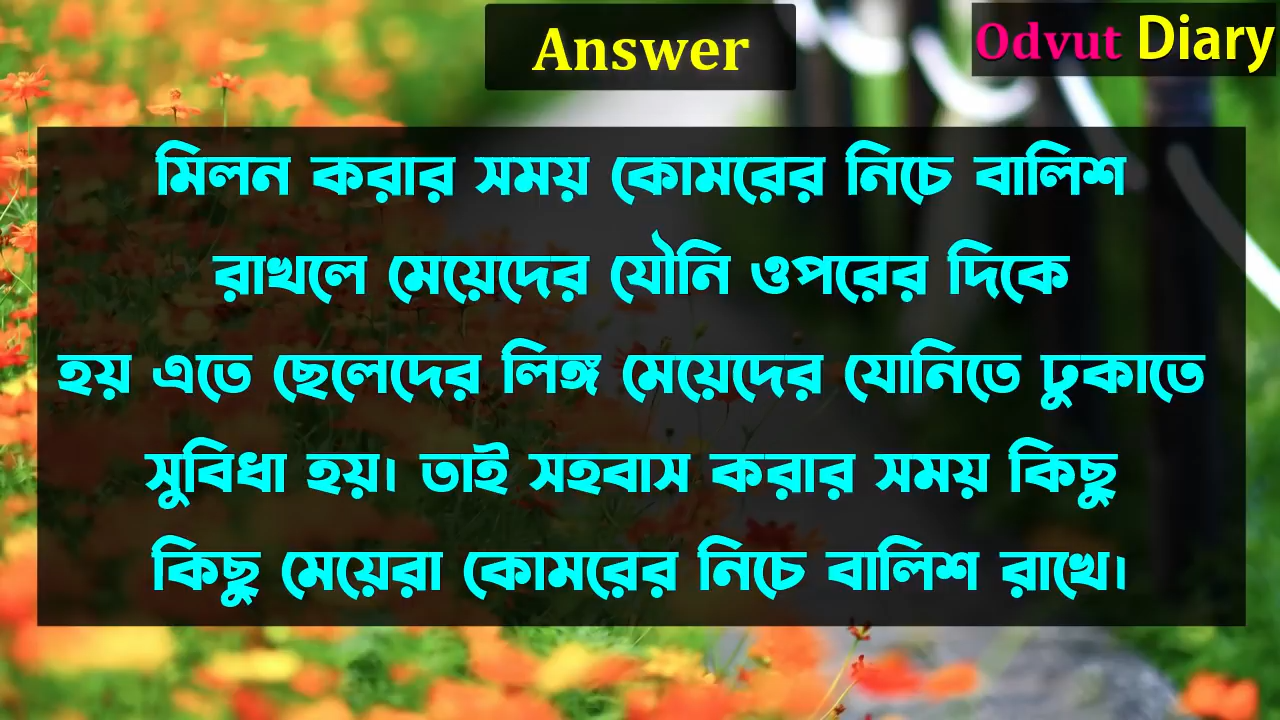 Answer
Odvut Diary
মিলন করার সময় কোমরের নিচে বালিশ
রাখলে মেয়েদের যৌনি ওপরের দিকে
হয় এতে ছেলেদের লিঙ্গ মেয়েদের যোনিতে ঢুকাতে
সুবিধা হয়। তাই সহবাস করার সময় কিছু
কিছু মেয়েরা কোমরের নিচে বালিশ রাখে।